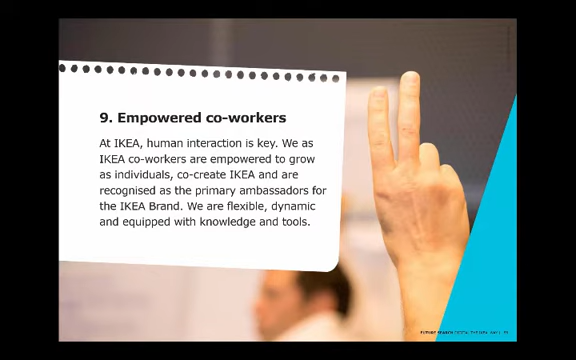 9. Empowered co-workers
At IKEA, human interaction is key. We as
IKEA co-workers are empowered to grow
as individuals, co-create IKEA and are
recognised as the primary ambassadors for
the IKEA Brand. We are flexible, dynamic
and equipped with knowledge and tools.
FUTURE SEARCH